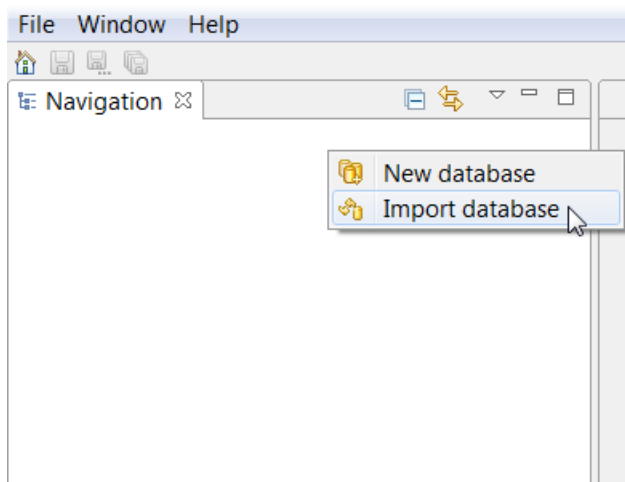 File Window Help
Navigation
New database
Import database